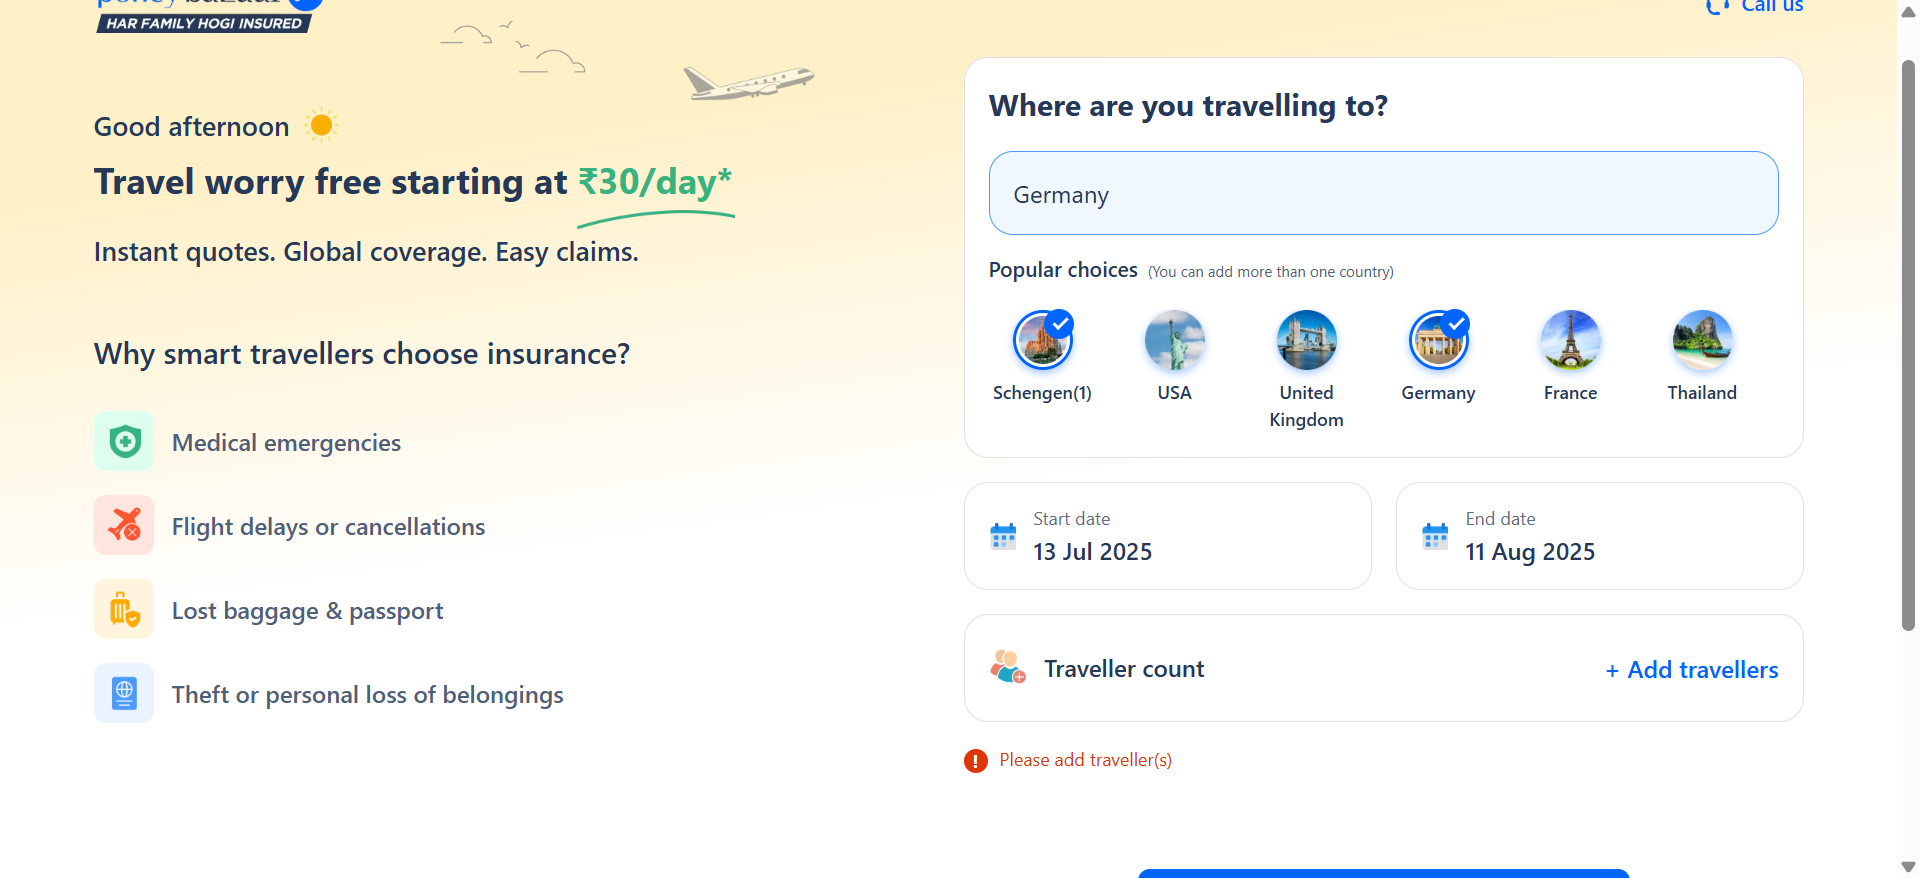 policybazaar
HAR FAMILY HOGI INSURED
Call us
Good afternoon
Travel worry free starting at ₹30/day*
Instant quotes. Global coverage. Easy claims.
Why smart travellers choose insurance?
Medical emergencies
Flight delays or cancellations
Lost baggage & passport
Theft or personal loss of belongings
Where are you travelling to?
Germany
Popular choices (You can add more than one country)
Schengen(1)
USA
United
Kingdom
Germany
France
Thailand
Start date
13 Jul 2025
End date
11 Aug 2025
Traveller count
+ Add travellers
Please add traveller(s)